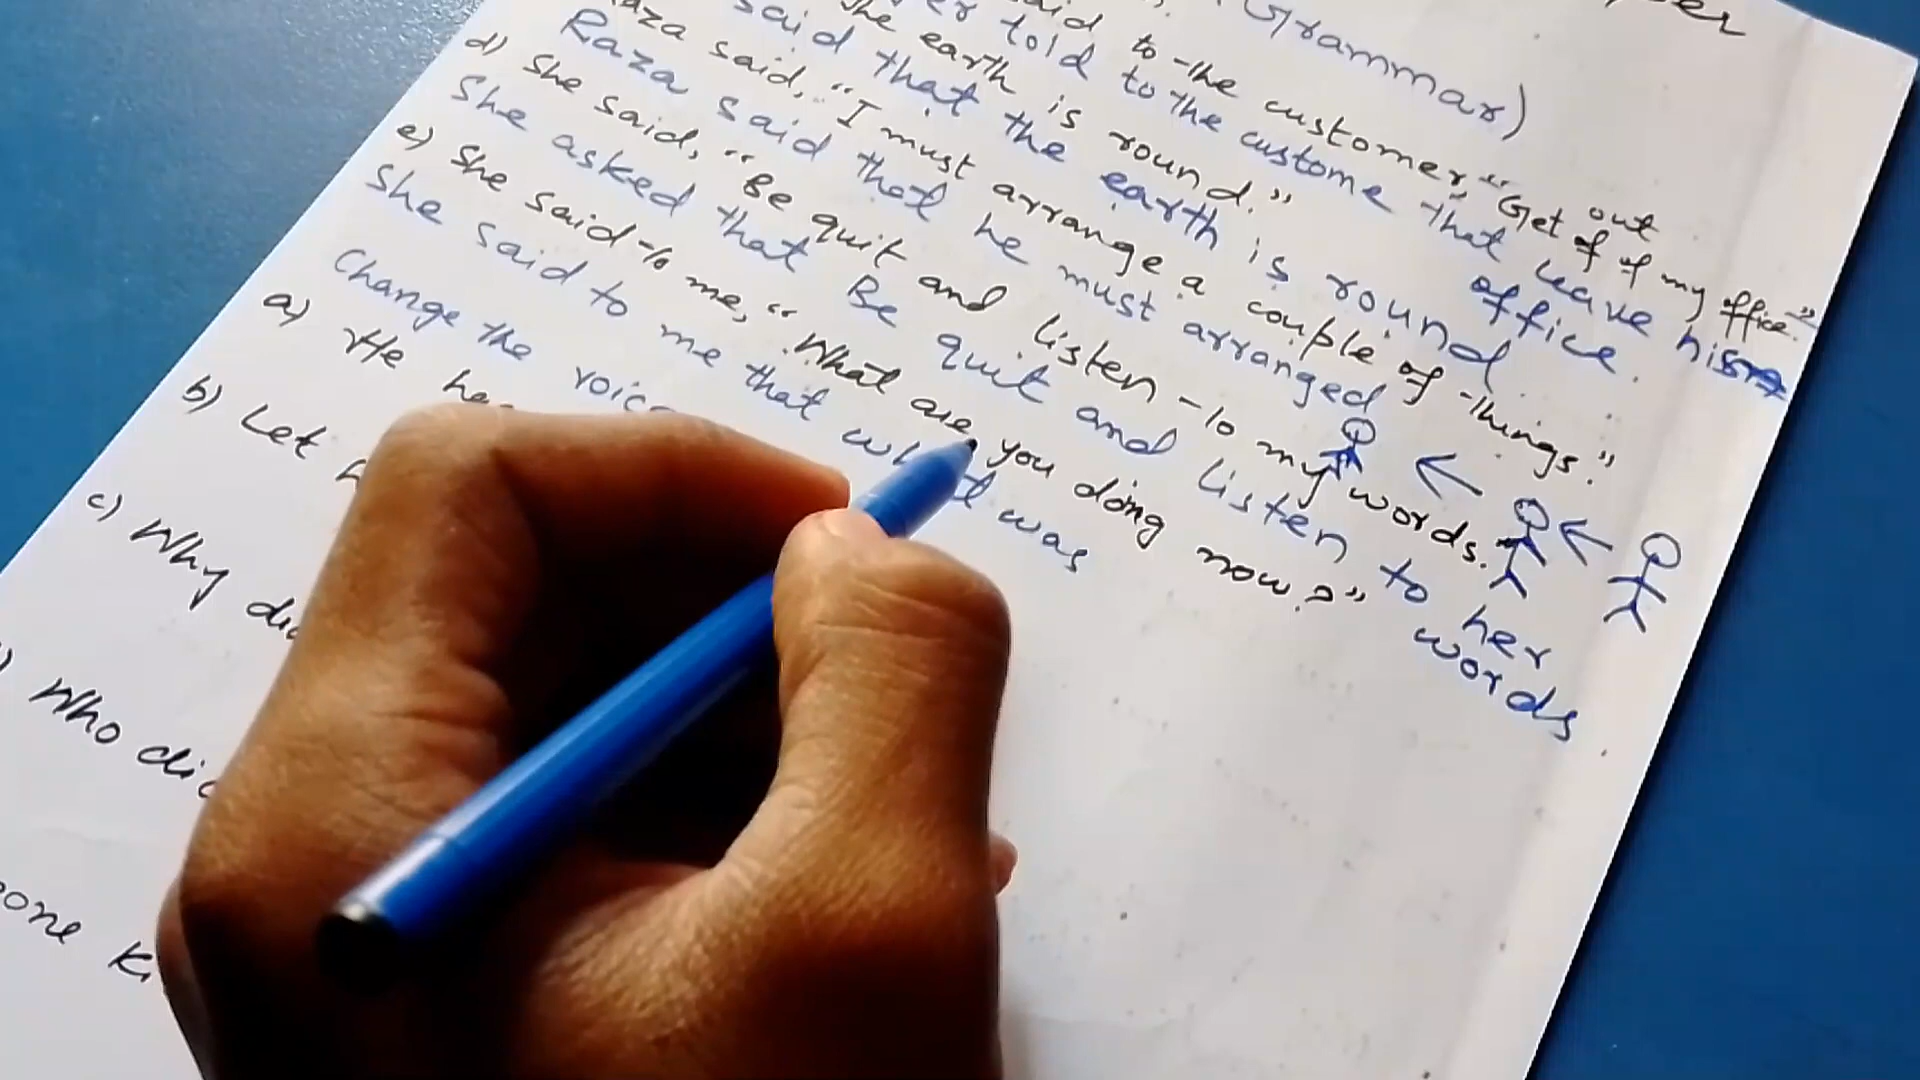 Grammar)
said to the customer, "Get out of of my office."
told to the custome that leave his office.
The earth is round."
said that the earth is round
said, "I must arrange a couple of things."
Raza said that he must arranged
d) She said, "Be quit and listen to my words."
She asked that Be quit and listen to her words
e) She said to me, "What are you doing now?"
She said to me that what was
Change the voice
a) He
b) Let
c) Why
Who